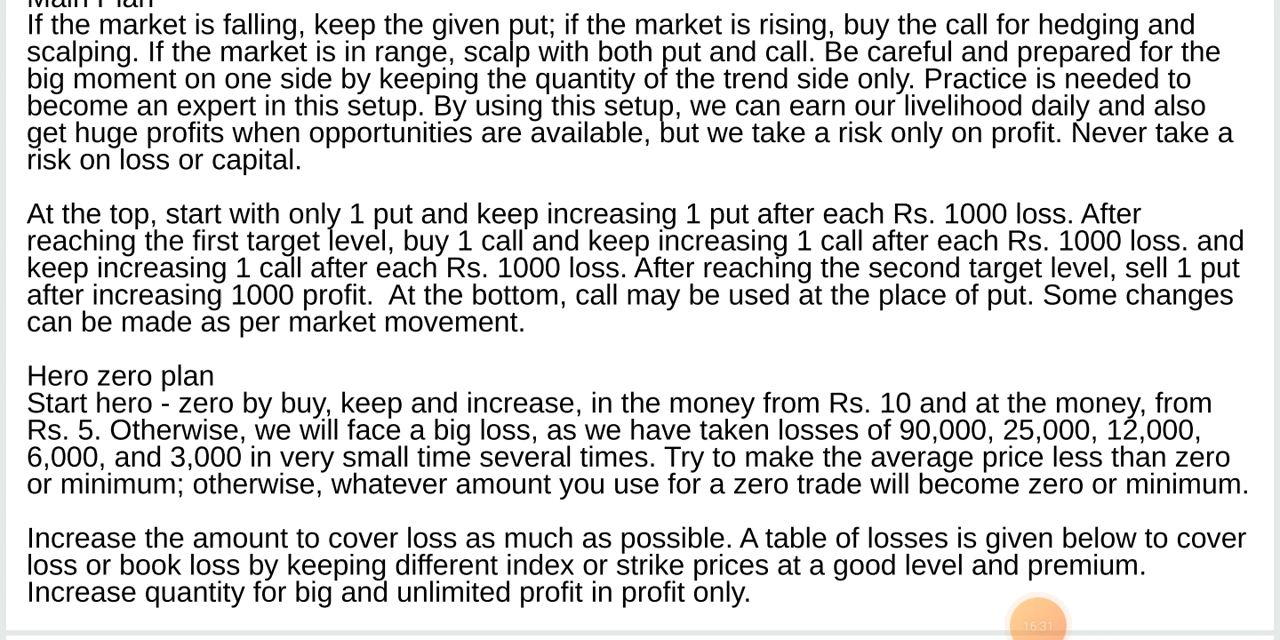 Main Plan
If the market is falling, keep the given put; if the market is rising, buy the call for hedging and
scalping. If the market is in range, scalp with both put and call. Be careful and prepared for the
big moment on one side by keeping the quantity of the trend side only. Practice is needed to
become an expert in this setup. By using this setup, we can earn our livelihood daily and also
get huge profits when opportunities are available, but we take a risk only on profit. Never take a
risk on loss or capital.
At the top, start with only 1 put and keep increasing 1 put after each Rs. 1000 loss. After
reaching the first target level, buy 1 call and keep increasing 1 call after each Rs. 1000 loss. and
keep increasing 1 call after each Rs. 1000 loss. After reaching the second target level, sell 1 put
after increasing 1000 profit.  At the bottom, call may be used at the place of put. Some changes
can be made as per market movement.
Hero zero plan
Start hero - zero by buy, keep and increase, in the money from Rs. 10 and at the money, from
Rs. 5. Otherwise, we will face a big loss, as we have taken losses of 90,000, 25,000, 12,000,
6,000, and 3,000 in very small time several times. Try to make the average price less than zero
or minimum; otherwise, whatever amount you use for a zero trade will become zero or minimum.
Increase the amount to cover loss as much as possible. A table of losses is given below to cover
loss or book loss by keeping different index or strike prices at a good level and premium.
Increase quantity for big and unlimited profit in profit only.
16:31